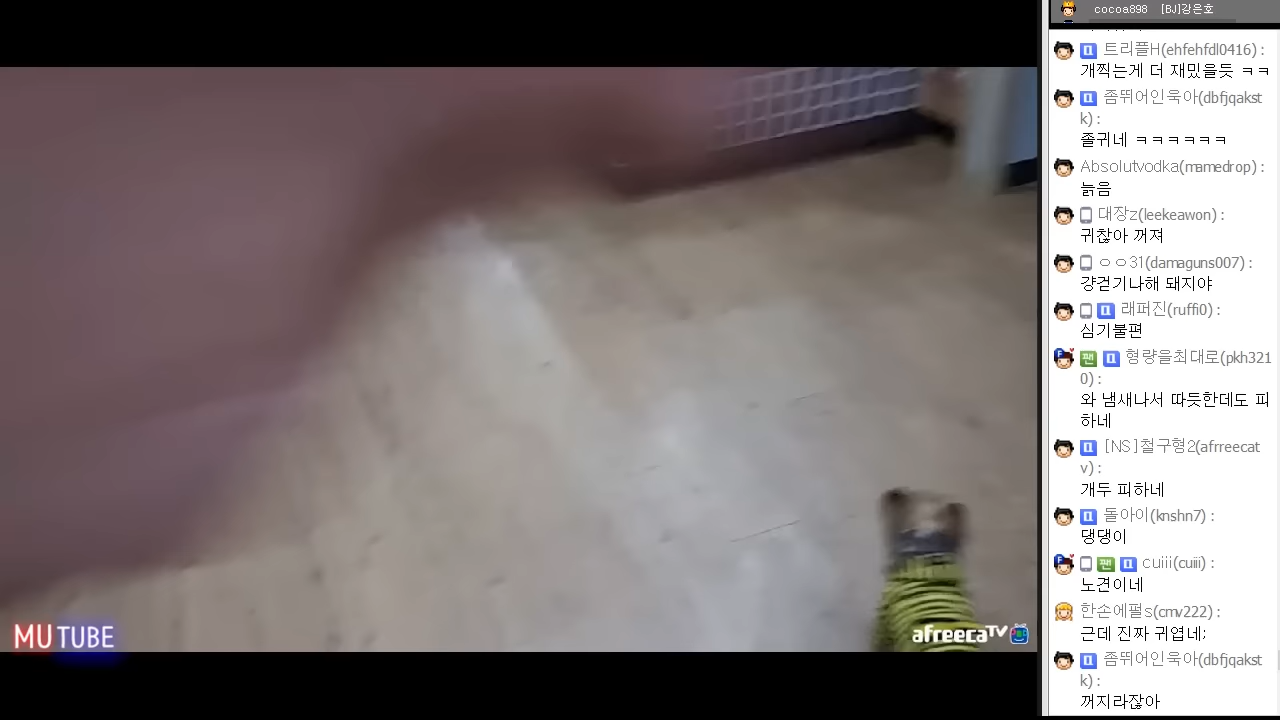 cocoa898 [BJ]강은호
트리플H(ehfehfdl0416) :
개찍는게 더 재밌을듯 ㅋㅋ
좀뛰어인욱아(dbfjqakst
k) :
졸귀네 ㅋㅋㅋㅋㅋㅋ
Absolutvodka(mamedrop) :
늙음
대장z(leekeawon) :
귀찮아 꺼져
ㅇㅇ31(damaguns007) :
걍걷기나해 돼지야
래퍼진(ruffi0) :
심기불편
팬 형량을최대로(pkh321
0) :
와 냄새나서 따듯한데도 피
하네
[NS]철구형2(afrreecat
v) :
개두 피하네
돌아이(knshn7) :
댕댕이
팬 cuiii(cuiii) :
노견이네
한손에펄s(cmv222) :
근데 진짜 귀엽네;
좀뛰어인욱아(dbfjqakst
k) :
꺼지라잖아
MUTUBE
afreecaTV